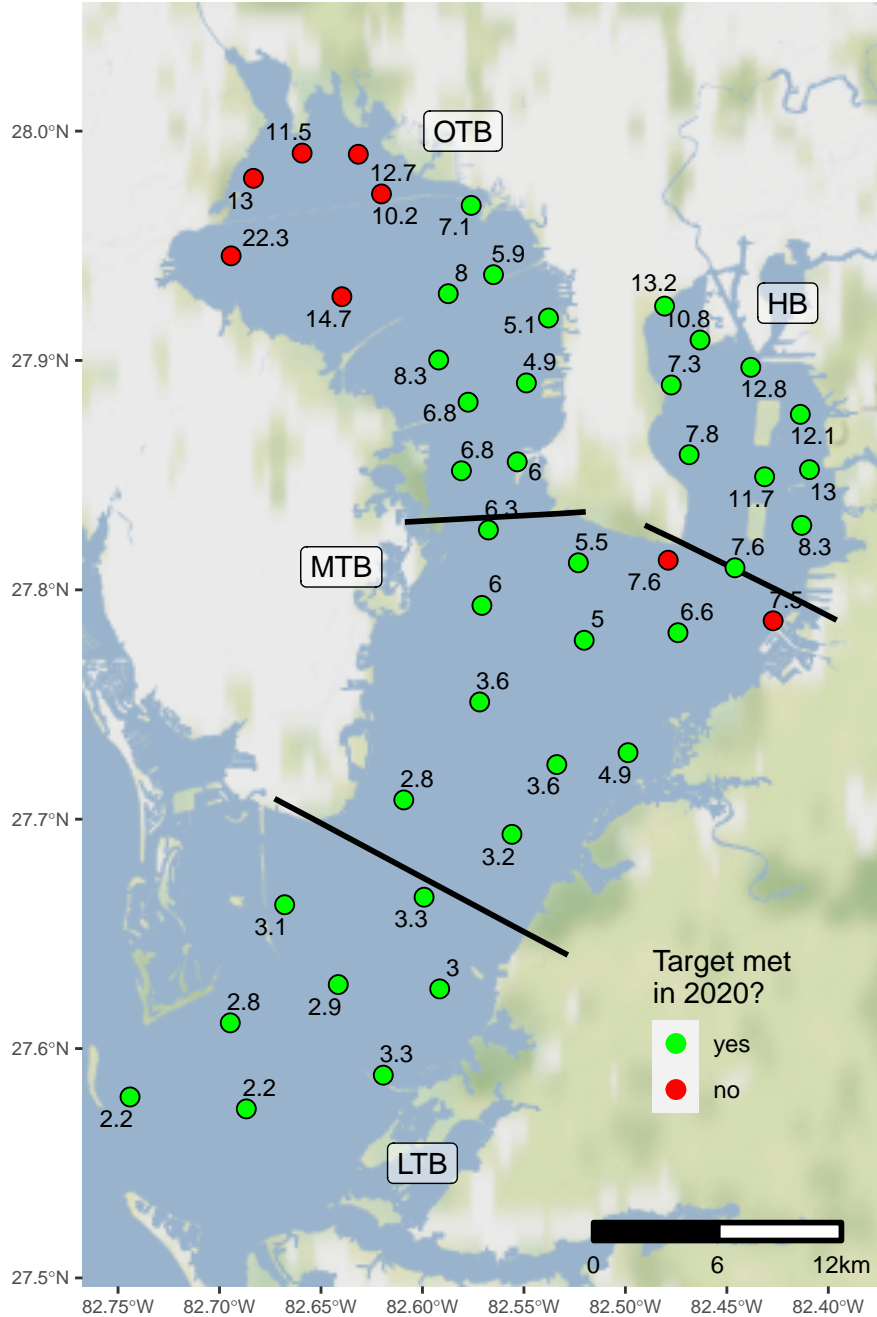 28.0°N
27.9°N
27.8°N
27.7°N
27.6°N
27.5°N
OTB
11.5
12.7
13
10.2
7.1
22.3
5.9
8
14.7
5.1
13.2
HB
10.8
8.3
4.9
7.3
12.8
6.8
12.1
7.8
6.8
6
11.7
13
6.3
5.5
7.6
8.3
MTB
7.6
6
7.5
5
6.6
3.6
2.8
3.6
4.9
3.2
3.1
3.3
3
2.9
2.8
3.3
2.2
2.2
LTB
Target met
in 2020?
yes
no
0 6 12km
82.75°W 82.70°W 82.65°W 82.60°W 82.55°W 82.50°W 82.45°W 82.40°W